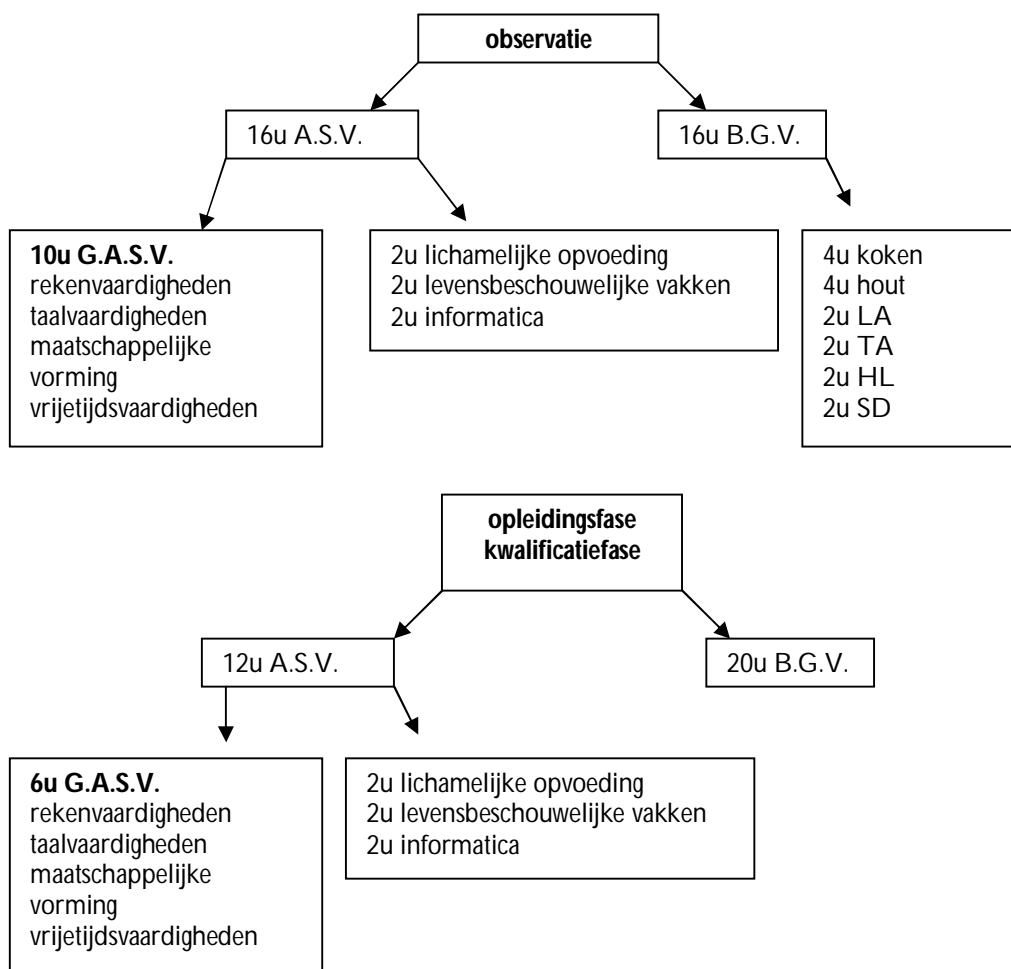 observatie
16u A.S.V.
16u B.G.V.
10u G.A.S.V.
rekenvaardigheden
taalvaardigheden
maatschappelijke
vorming
vrijetijdsvaardigheden
2u lichamelijke opvoeding
2u levensbeschouwelijke vakken
2u informatica
4u koken
4u hout
2u LA
2u TA
2u HL
2u SD
opleidingsfase
kwalificatiefase
12u A.S.V.
20u B.G.V.
6u G.A.S.V.
rekenvaardigheden
taalvaardigheden
maatschappelijke
vorming
vrijetijdsvaardigheden
2u lichamelijke opvoeding
2u levensbeschouwelijke vakken
2u informatica